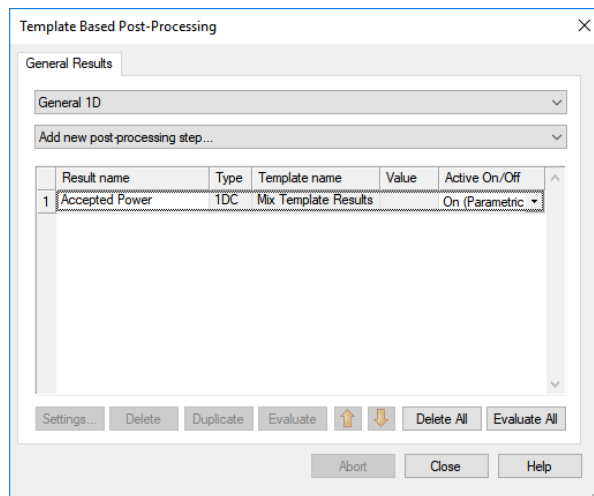 Template Based Post-Processing
General Results
General 1D
Add new post-processing step...
Result name Type Template name Value Active On/Off
1 Accepted Power 1DC Mix Template Results On (Parametric
Settings... Delete Duplicate Evaluate Delete All Evaluate All
Abort Close Help